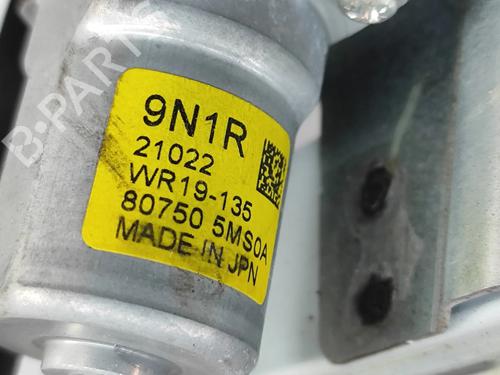 B-PARTS
9N1R
21022
WR19-135
80750 5MS0A
MADE IN JPN